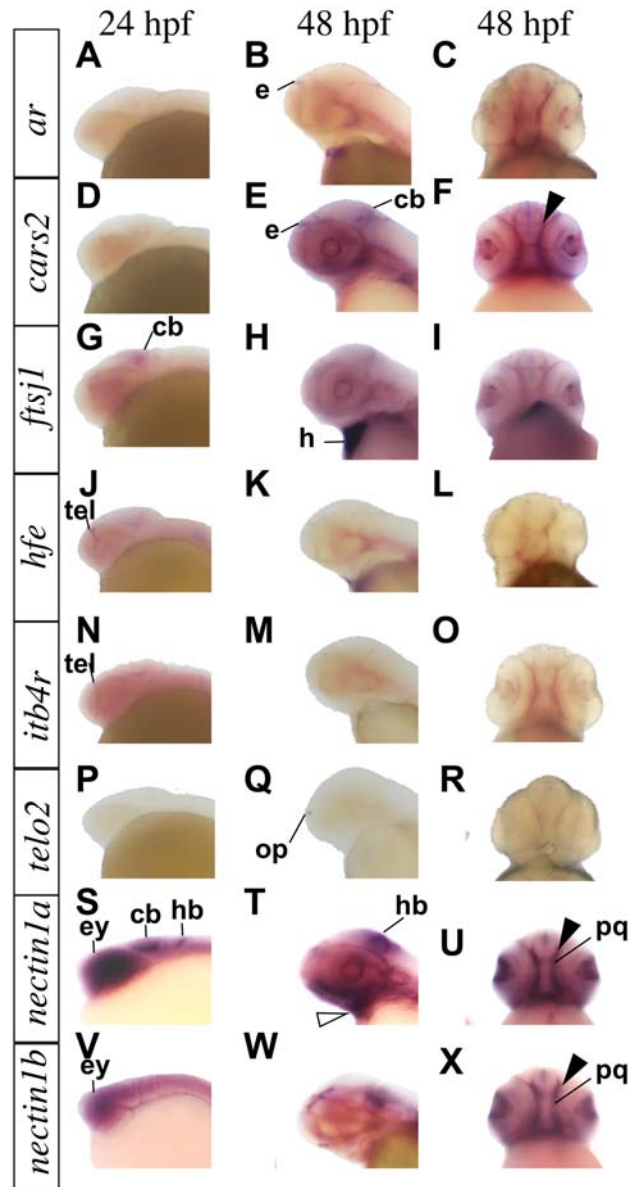 24 hpf 48 hpf 48 hpf
A B C
e
ar
D E F
e cb
cars2
G H I
cb
h
ftsj1
J K L
tel
hfe
N M O
tel
itb4r
P Q R
op
telo2
S T U
ey cb hb
hb
pq
nectin1a
V W X
ey
pq
nectin1b